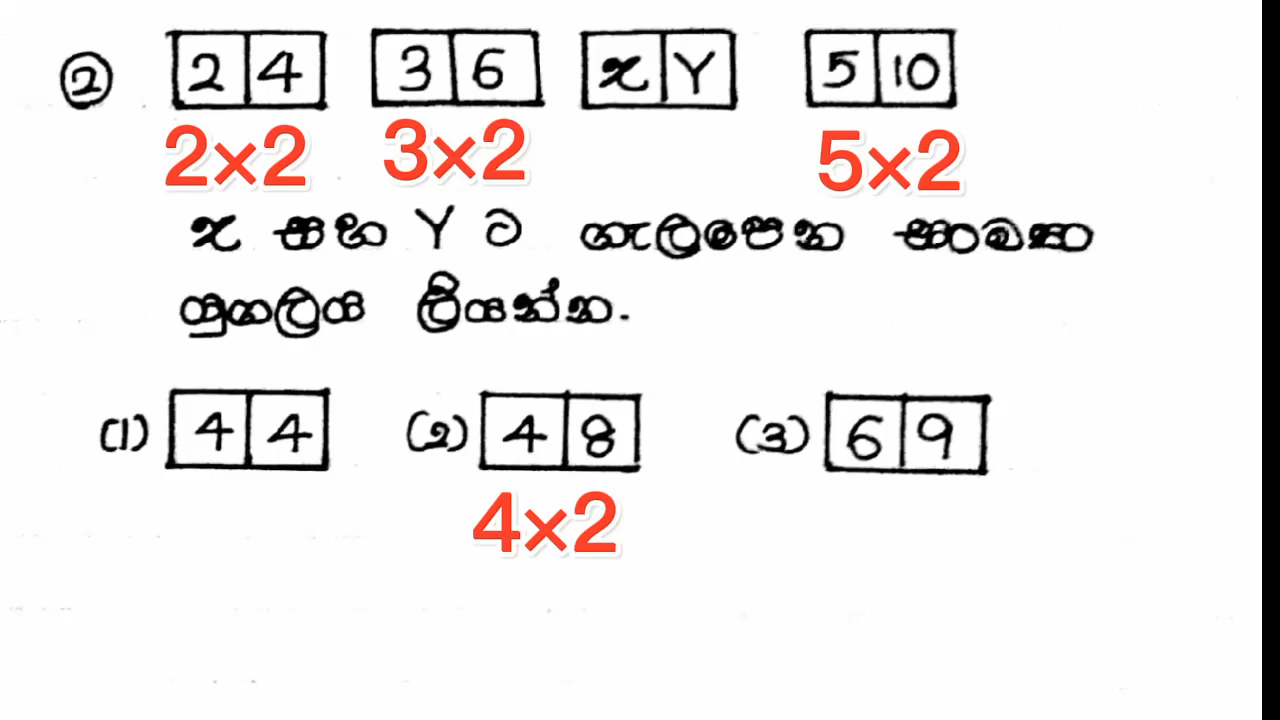 ② 2 4 3 6 x Y 5 10
2×2 3×2 5×2
x සහ Y ට ගැලපෙන සංඛ්‍යා
යුගලය ලියන්න.
(1) 4 4 (2) 4 8 (3) 6 9
4×2